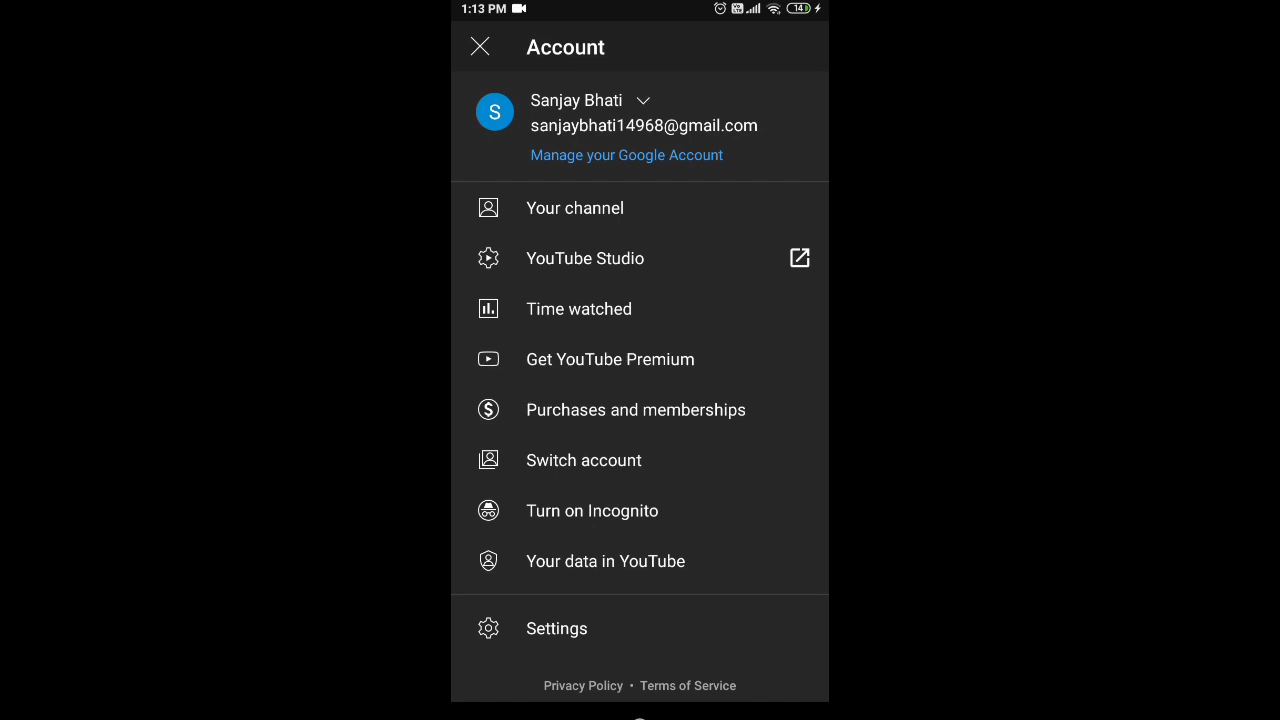 1:13 PM 14
Account
S
Sanjay Bhati
sanjaybhati14968@gmail.com
Manage your Google Account
Your channel
YouTube Studio
Time watched
Get YouTube Premium
Purchases and memberships
Switch account
Turn on Incognito
Your data in YouTube
Settings
Privacy Policy • Terms of Service